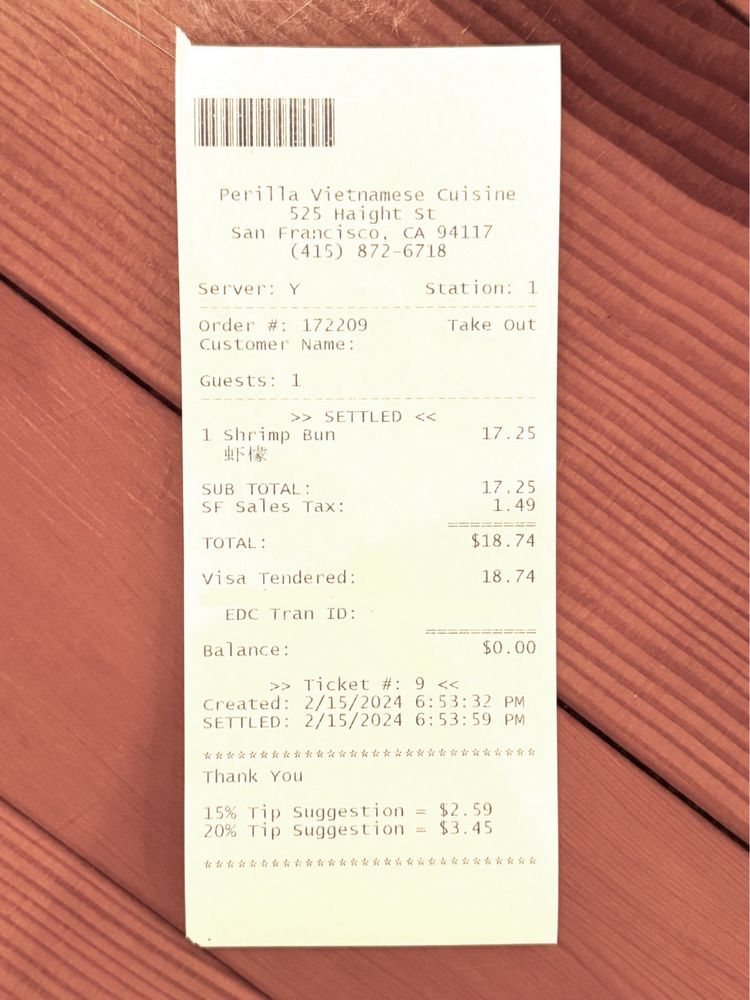 Perilla Vietnamese Cuisine
525 Haight St
San Francisco, CA 94117
(415) 872-6718
Server: Y Station: 1
Order #: 172209 Take Out
Customer Name:
Guests: 1
>> SETTLED <<
1 Shrimp Bun 17.25
虾檬
SUB TOTAL: 17.25
SF Sales Tax: 1.49
=========
TOTAL: $18.74
Visa Tendered: 18.74
EDC Tran ID:
==========
Balance: $0.00
>> Ticket #: 9 <<
Created: 2/15/2024 6:53:32 PM
SETTLED: 2/15/2024 6:53:59 PM
******************************
Thank You
15% Tip Suggestion = $2.59
20% Tip Suggestion = $3.45
******************************